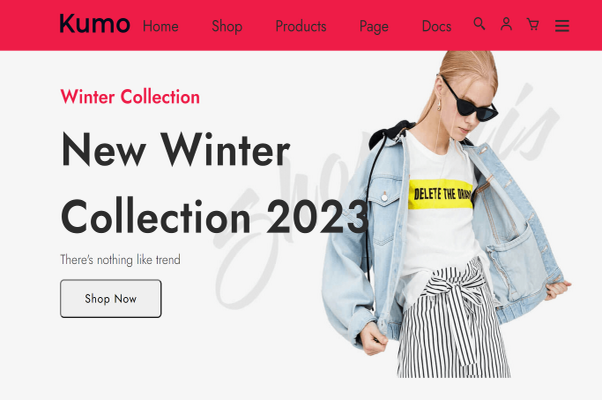 Kumo Home Shop Products Page Docs
Winter Collection
New Winter
Collection 2023
There's nothing like trend
Shop Now
DELETE THE